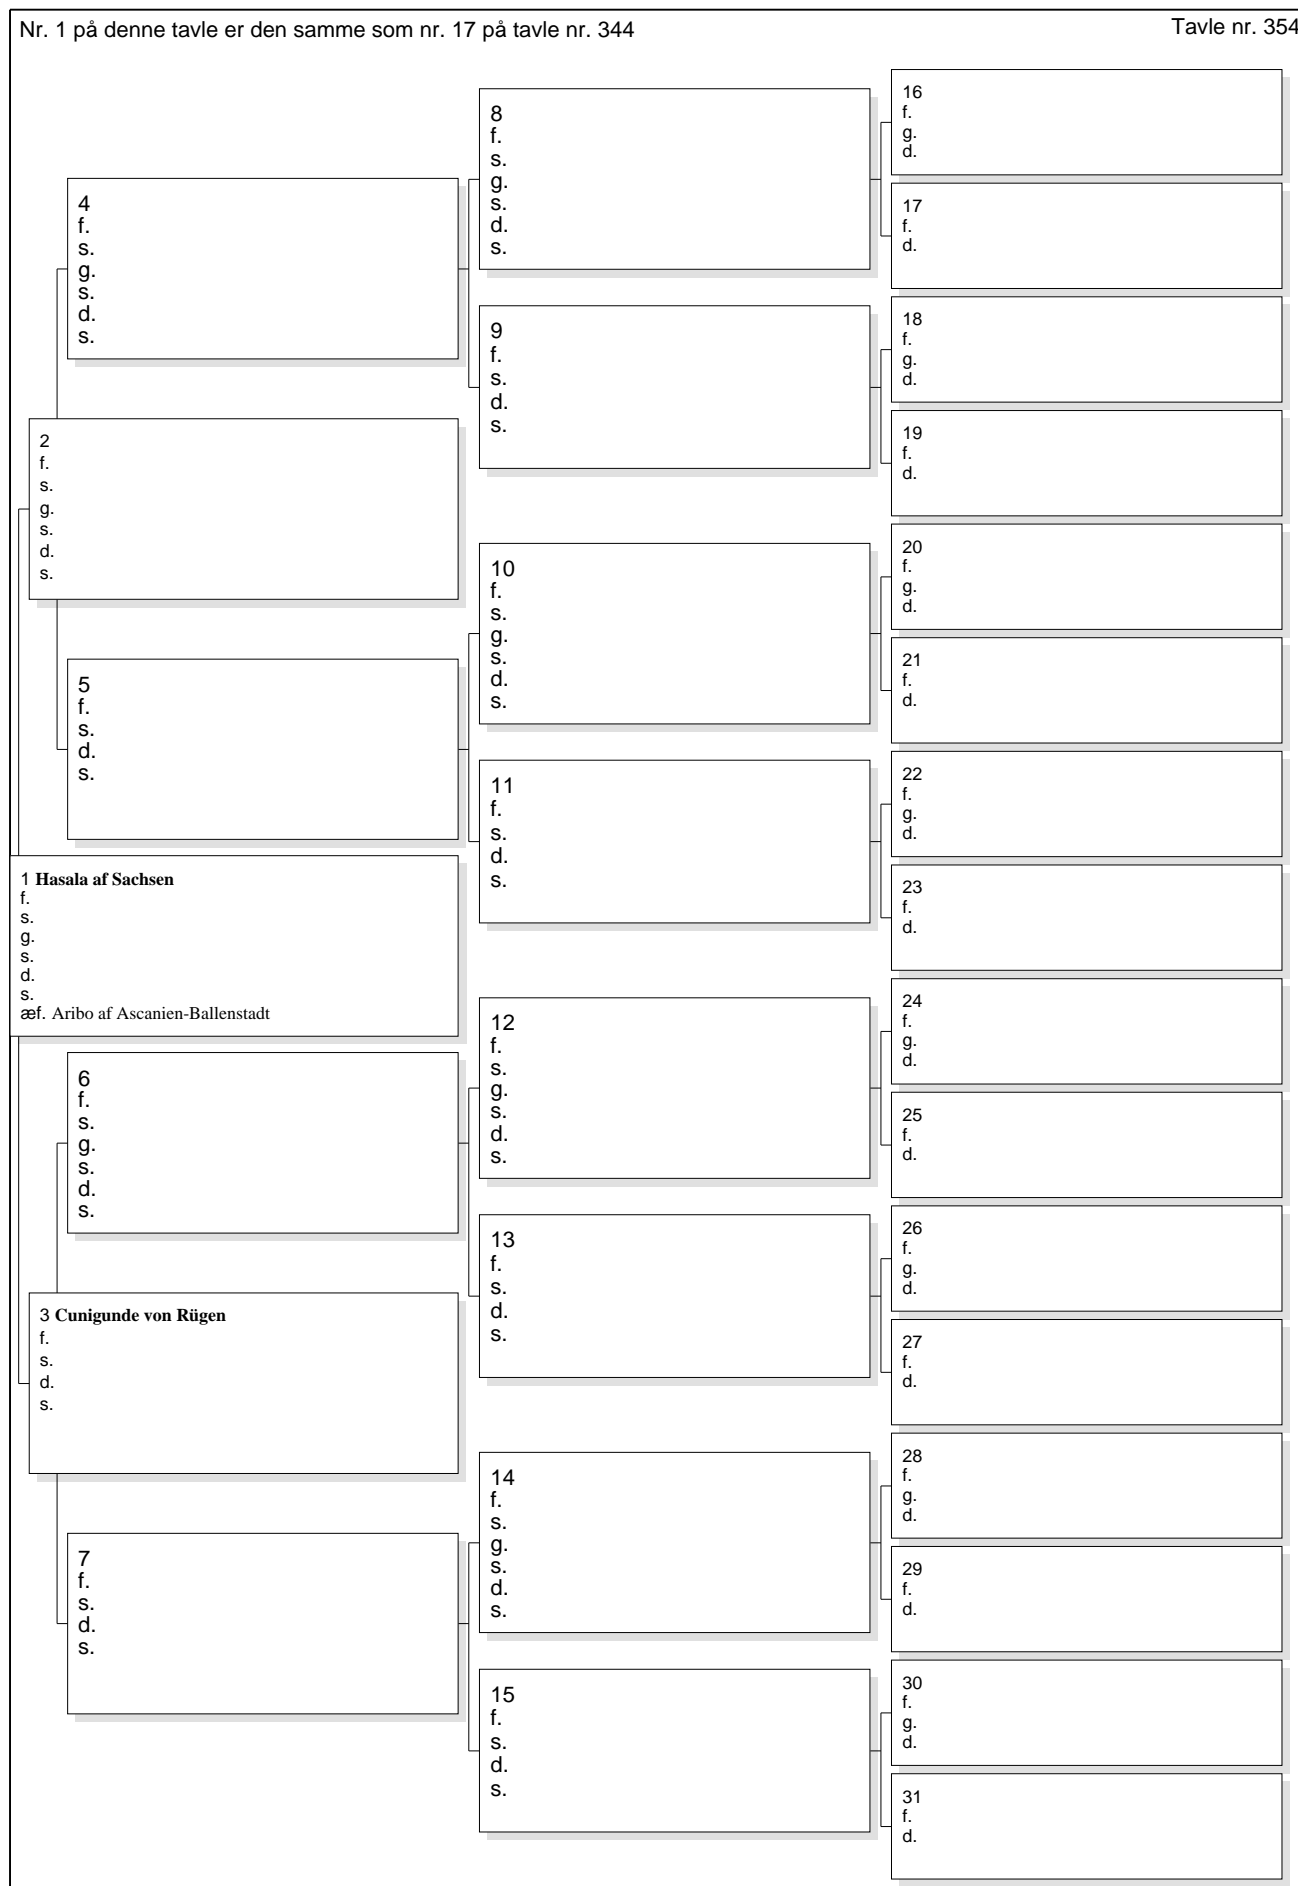 Nr. 1 på denne tavle er den samme som nr. 17 på tavle nr. 344
Tavle nr. 354
16
f.
g.
d.
8
f.
s.
g.
s.
d.
s.
17
f.
d.
4
f.
s.
g.
s.
d.
s.
18
f.
g.
d.
9
f.
s.
d.
s.
19
f.
d.
2
f.
s.
g.
s.
d.
s.
20
f.
g.
d.
10
f.
s.
g.
s.
d.
s.
21
f.
d.
5
f.
s.
d.
s.
22
f.
g.
d.
11
f.
s.
d.
s.
23
f.
d.
1 Hasala af Sachsen
f.
s.
g.
s.
d.
s.
æf. Aribo af Ascanien-Ballenstadt
24
f.
g.
d.
12
f.
s.
g.
s.
d.
s.
25
f.
d.
6
f.
s.
g.
s.
d.
s.
26
f.
g.
d.
13
f.
s.
d.
s.
27
f.
d.
3 Cunigunde von Rügen
f.
s.
d.
s.
28
f.
g.
d.
14
f.
s.
g.
s.
d.
s.
29
f.
d.
7
f.
s.
d.
s.
30
f.
g.
d.
15
f.
s.
d.
s.
31
f.
d.